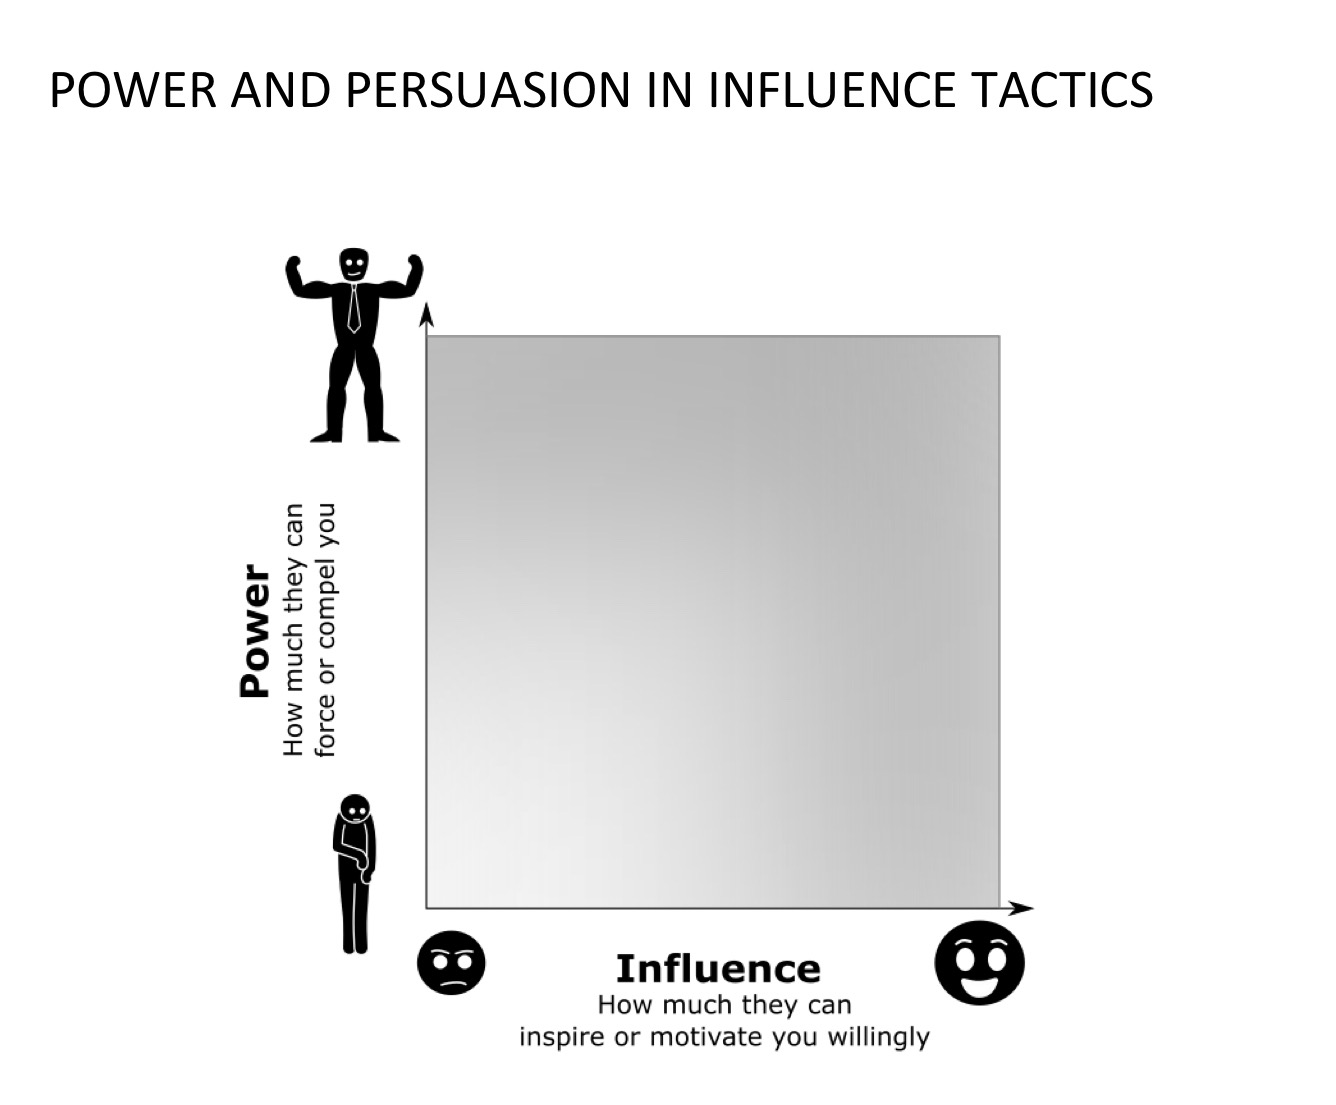 POWER AND PERSUASION IN INFLUENCE TACTICS
Power
How much they can
force or compel you
Influence
How much they can
inspire or motivate you willingly